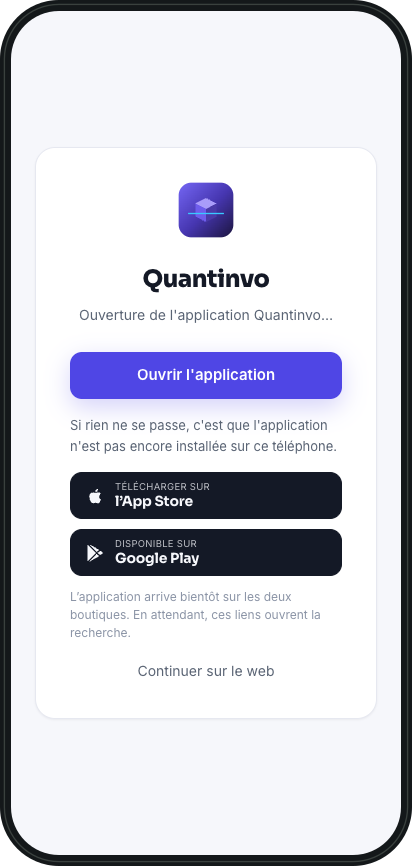 Quantinvo
Ouverture de l'application Quantinvo...
Ouvrir l'application
Si rien ne se passe, c'est que l'application
n'est pas encore installée sur ce téléphone.
TÉLÉCHARGER SUR
l’App Store
DISPONIBLE SUR
Google Play
L’application arrive bientôt sur les deux
boutiques. En attendant, ces liens ouvrent la
recherche.
Continuer sur le web